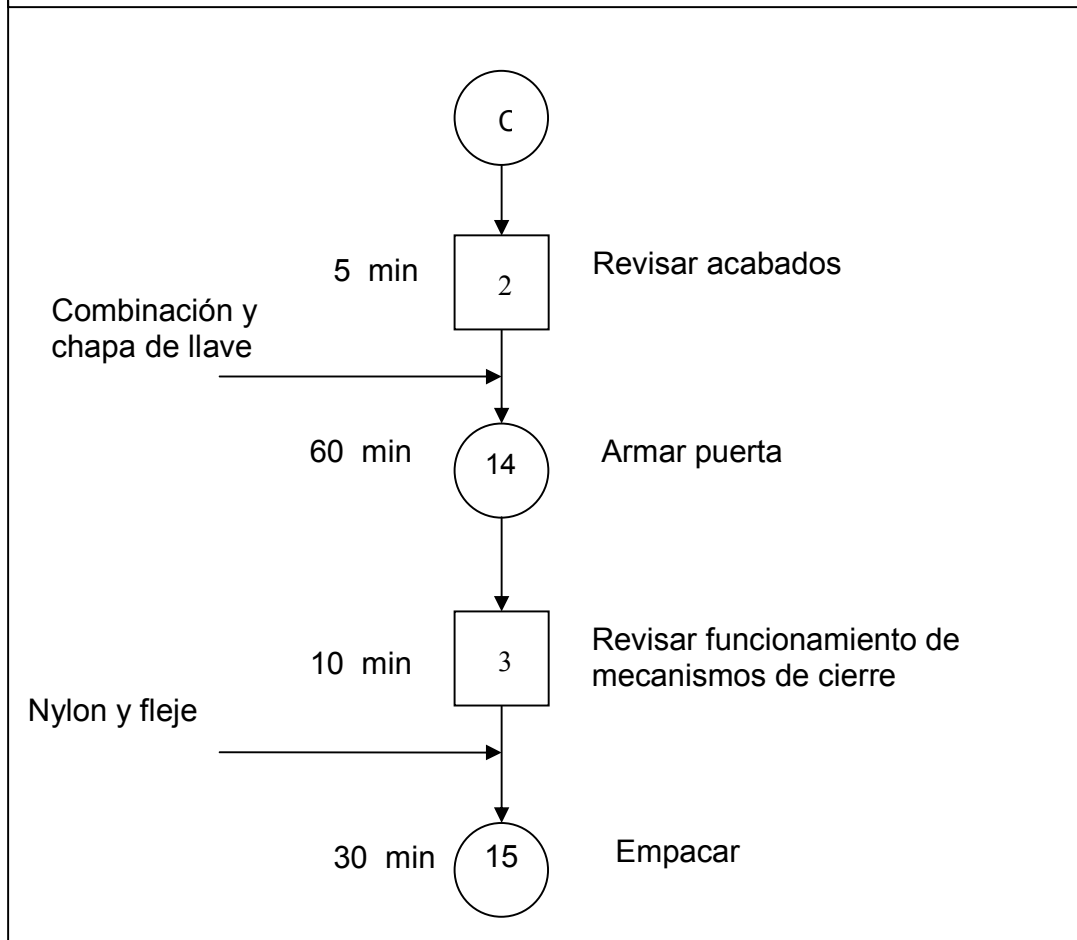 C
5 min
2
Revisar acabados
Combinación y
chapa de llave
60 min
14
Armar puerta
10 min
3
Revisar funcionamiento de
mecanismos de cierre
Nylon y fleje
30 min
15
Empacar